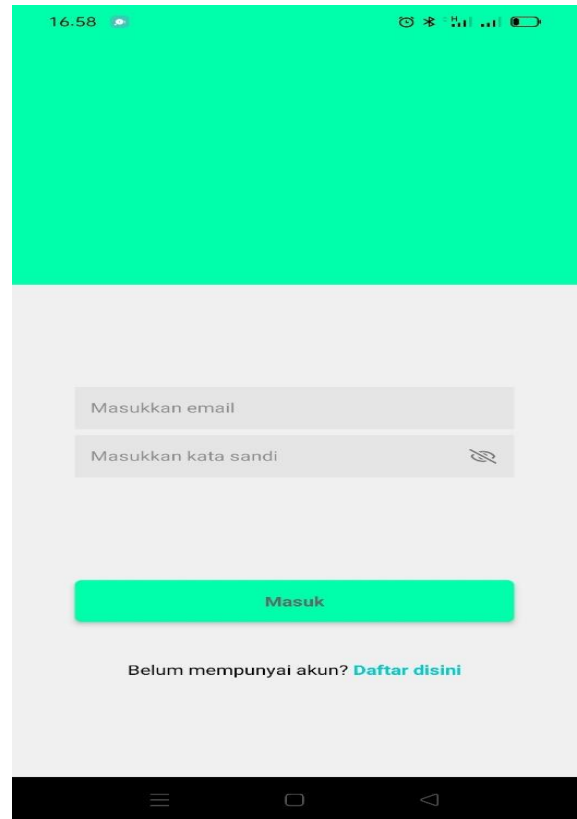 16.58
H
Masukkan email
Masukkan kata sandi
Masuk
Belum mempunyai akun? Daftar disini